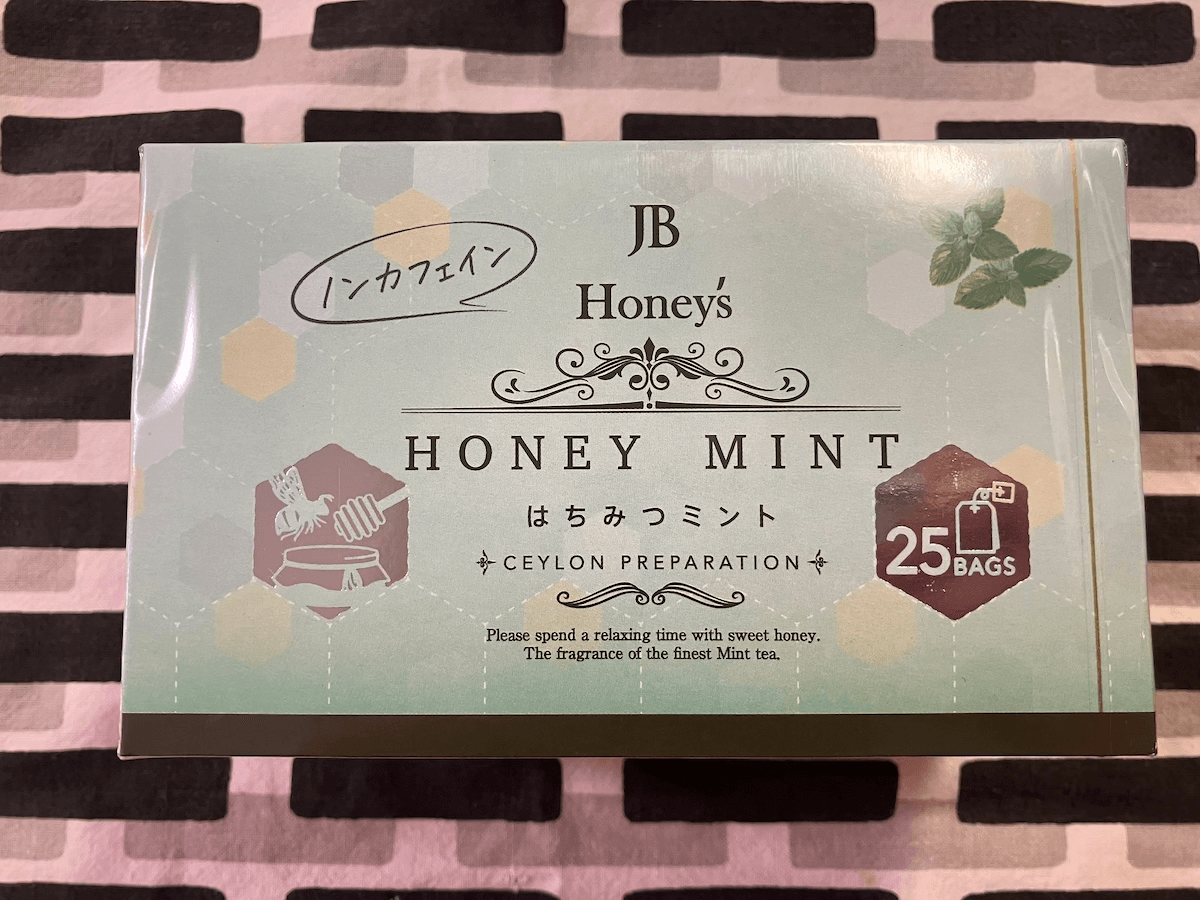 JB
Honey's
ノンカフェイン
HONEY MINT
はちみつミント
CEYLON PREPARATION
25 BAGS
Please spend a relaxing time with sweet honey.
The fragrance of the finest Mint tea.